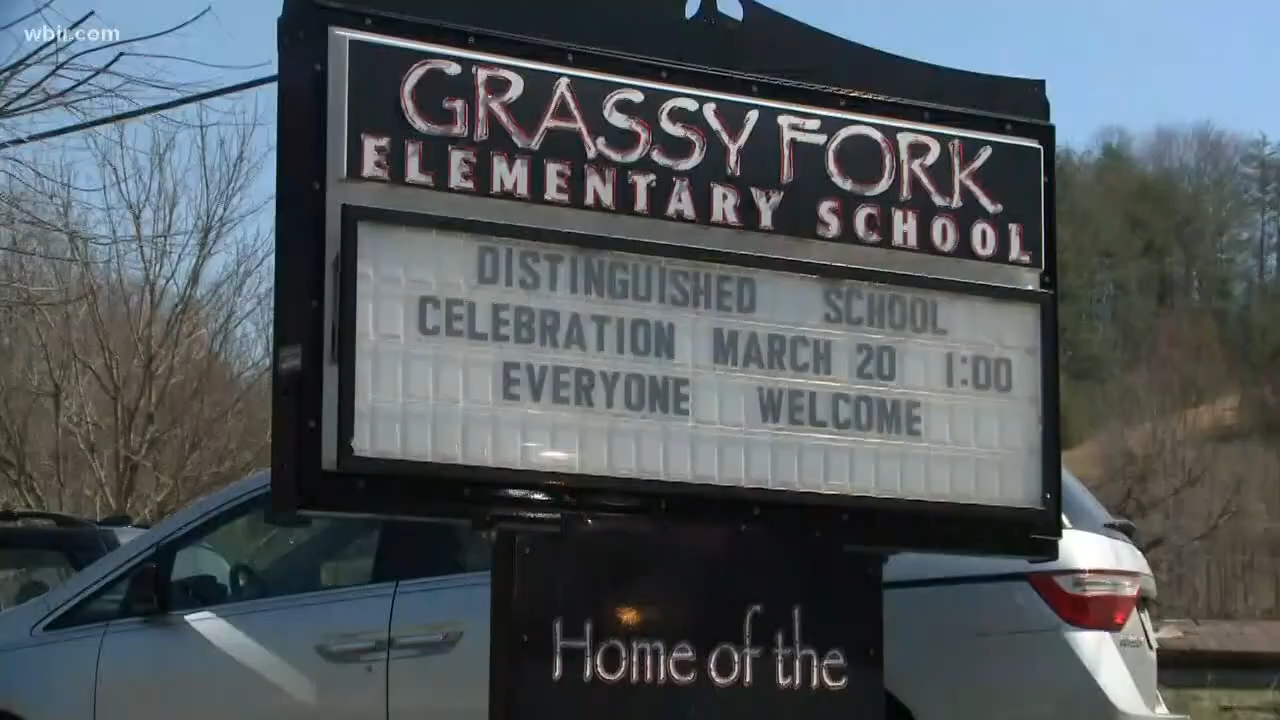 wbir.com
GRASSY FORK
ELEMENTARY SCHOOL
DISTINGUISHED SCHOOL
CELEBRATION MARCH 20 1:00
EVERYONE WELCOME
Home of the